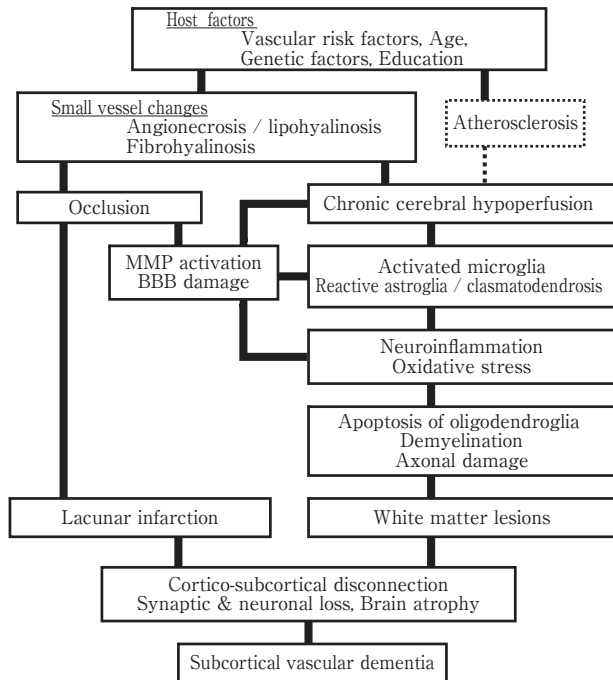 Host factors
Vascular risk factors, Age,
Genetic factors, Education
Small vessel changes
Angionecrosis / lipohyalinosis
Fibrohyalinosis
Atherosclerosis
Occlusion
Chronic cerebral hypoperfusion
MMP activation
BBB damage
Activated microglia
Reactive astroglia / clasmatodendrosis
Neuroinflammation
Oxidative stress
Apoptosis of oligodendroglia
Demyelination
Axonal damage
Lacunar infarction
White matter lesions
Cortico-subcortical disconnection
Synaptic & neuronal loss, Brain atrophy
Subcortical vascular dementia